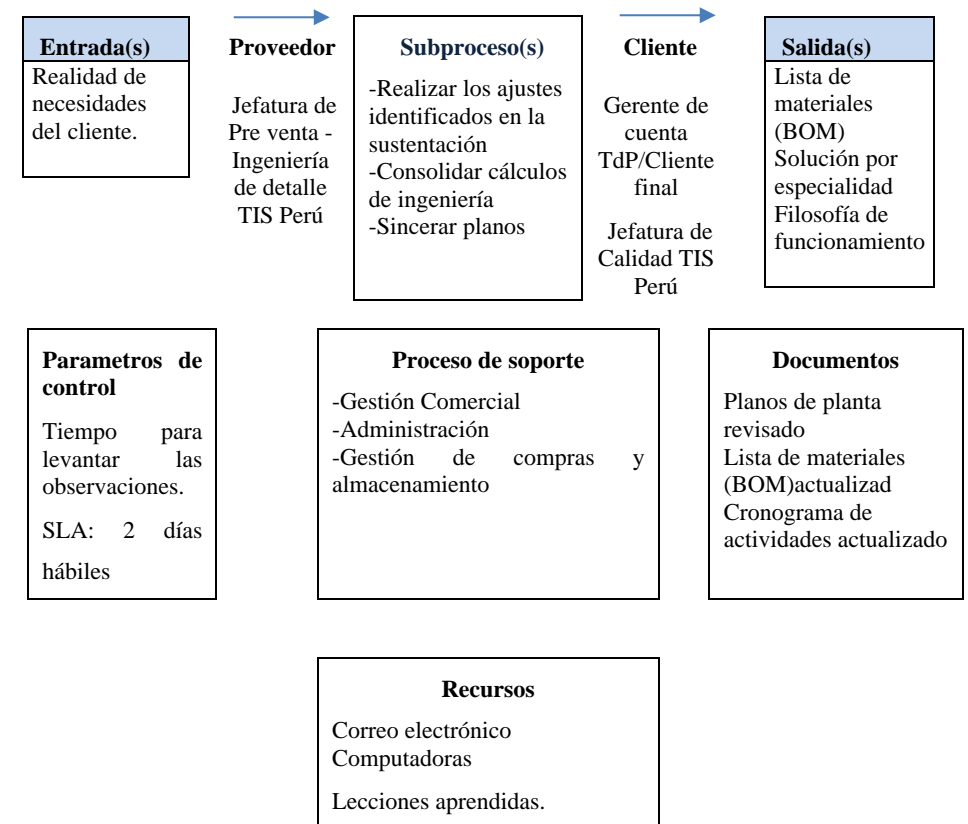 Entrada(s)
Realidad de
necesidades
del cliente.
Proveedor
Jefatura de
Pre venta -
Ingeniería
de detalle
TIS Perú
Subproceso(s)
-Realizar los ajustes
identificados en la
sustentación
-Consolidar cálculos
de ingeniería
-Sincerar planos
Cliente
Gerente de
cuenta
TdP/Cliente
final
Jefatura de
Calidad TIS
Perú
Salida(s)
Lista de
materiales
(BOM)
Solución por
especialidad
Filosofía de
funcionamiento
Parametros de
control
Tiempo para
levantar las
observaciones.
SLA: 2 días
hábiles
Proceso de soporte
-Gestión Comercial
-Administración
-Gestión de compras y
almacenamiento
Documentos
Planos de planta
revisado
Lista de materiales
(BOM)actualizad
Cronograma de
actividades actualizado
Recursos
Correo electrónico
Computadoras
Lecciones aprendidas.